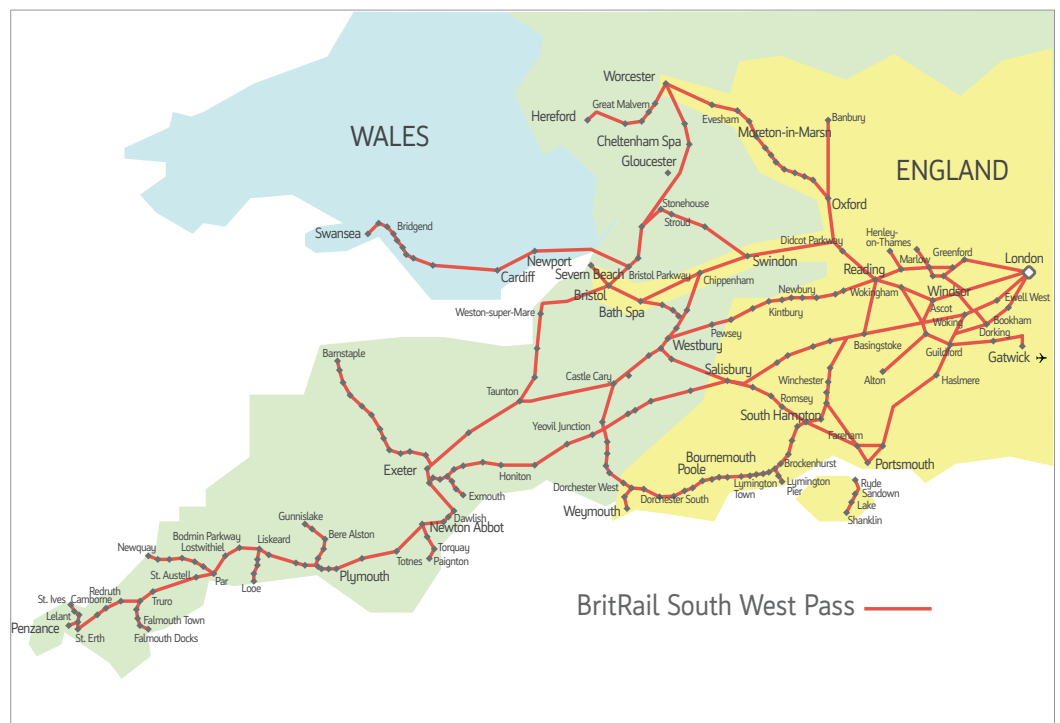 Worcester
Great Malvern
Hereford
Evesham
Moreton-in-Marsn
Banbury
WALES
Cheltenham Spa
Gloucester
ENGLAND
Stonehouse
Stroud
Oxford
Swansea
Bridgend
Didcot Parkway
Henley-
on-Thames
Greenford
Marlow
London
Newport
Cardiff
Severn Beach
Bristol Parkway
Swindon
Reading
Chippenham
Newbury
Wokingham
Windsor
Ewell West
Bristol
Bath Spa
Kintbury
Ascot
Weston-super-Mare
Pewsey
Woking
Bookham
Dorking
Westbury
Basingstoke
Guildford
Gatwick
Barnstaple
Castle Cary
Salisbury
Winchester
Alton
Haslmere
Taunton
Romsey
South Hampton
Yeovil Junction
Fareham
Exeter
Honiton
Bournemouth
Poole
Brockenhurst
Portsmouth
Exmouth
Dorchester West
Dorchester South
Lymington
Town
Lymington
Pier
Ryde
Sandown
Lake
Shanklin
Weymouth
Gunnislake
Dawlish
Newton Abbot
Bere Alston
Bodmin Parkway
Lostwithiel
Liskeard
Newquay
Torquay
Paignton
Totnes
Plymouth
St. Austell
Par
Looe
Redruth
St. Ives
Camborne
Truro
Lelant
Falmouth Town
Penzance
St. Erth
Falmouth Docks
BritRail South West Pass